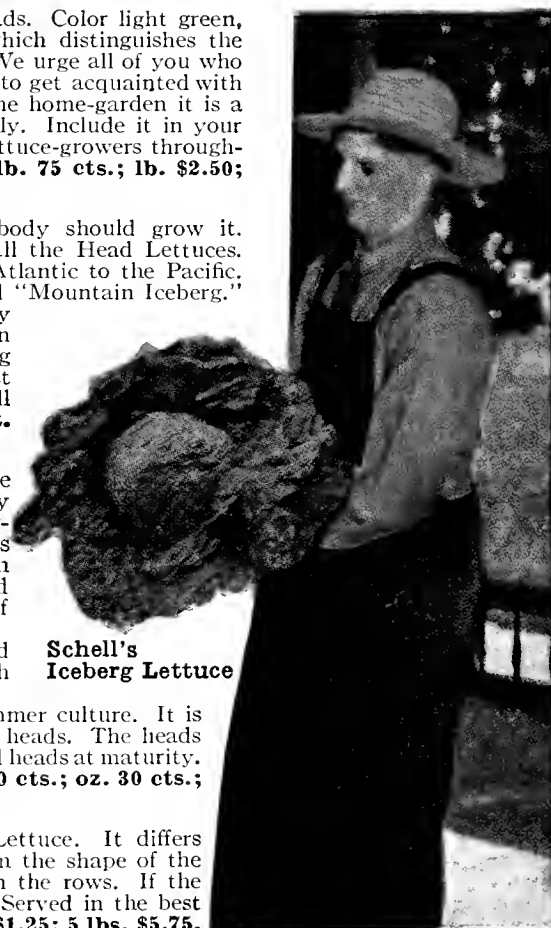 ds. Color light green,
hich distinguishes the
Ve urge all of you who
to get acquainted with
ne home-garden it is a
ly. Include it in your
ttuce-growers through-
lb. 75 cts.; lb. $2.50;
body should grow it.
all the Head Lettuces.
Atlantic to the Pacific.
"Mountain Iceberg."
y
n
g
t
ll
e
y
-
s
n
d
f
d
h
Schell's
Iceberg Lettuce
mmer culture. It is
heads. The heads
heads at maturity.
0 cts.; oz. 30 cts.;
Lettuce. It differs
n the shape of the
n the rows. If the
Served in the best
$1.25; 5 lbs. $5.75.